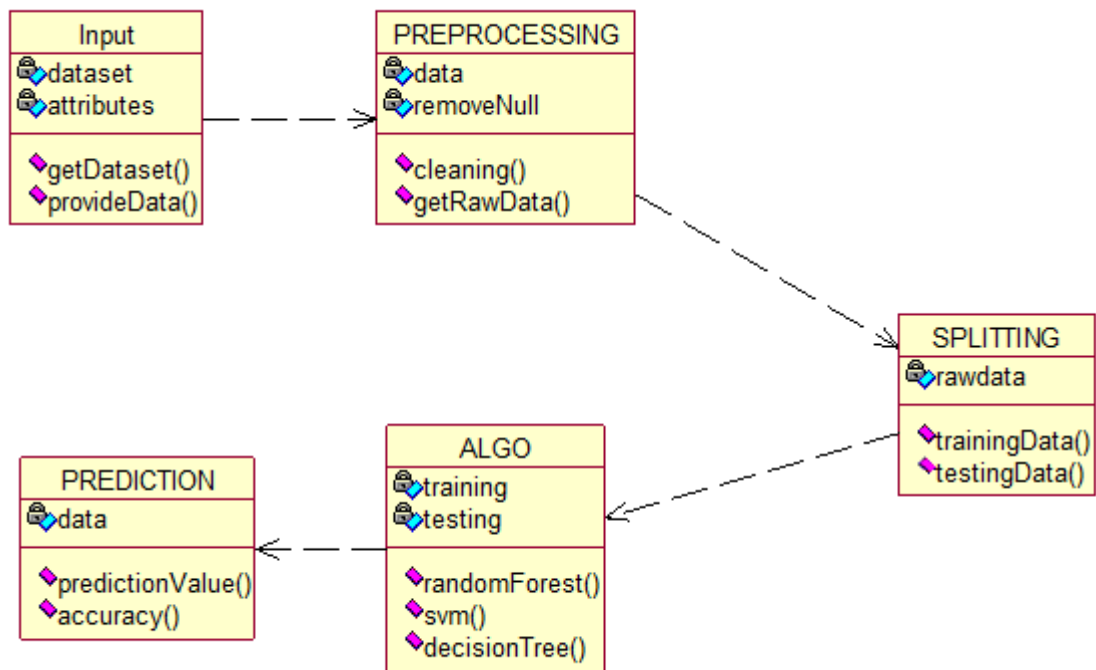 Input
dataset
attributes
getDataset()
provideData()
PREPROCESSING
data
removeNull
cleaning()
getRawData()
SPLITTING
rawdata
trainingData()
testingData()
ALGO
training
testing
randomForest()
svm()
decisionTree()
PREDICTION
data
predictionValue()
accuracy()